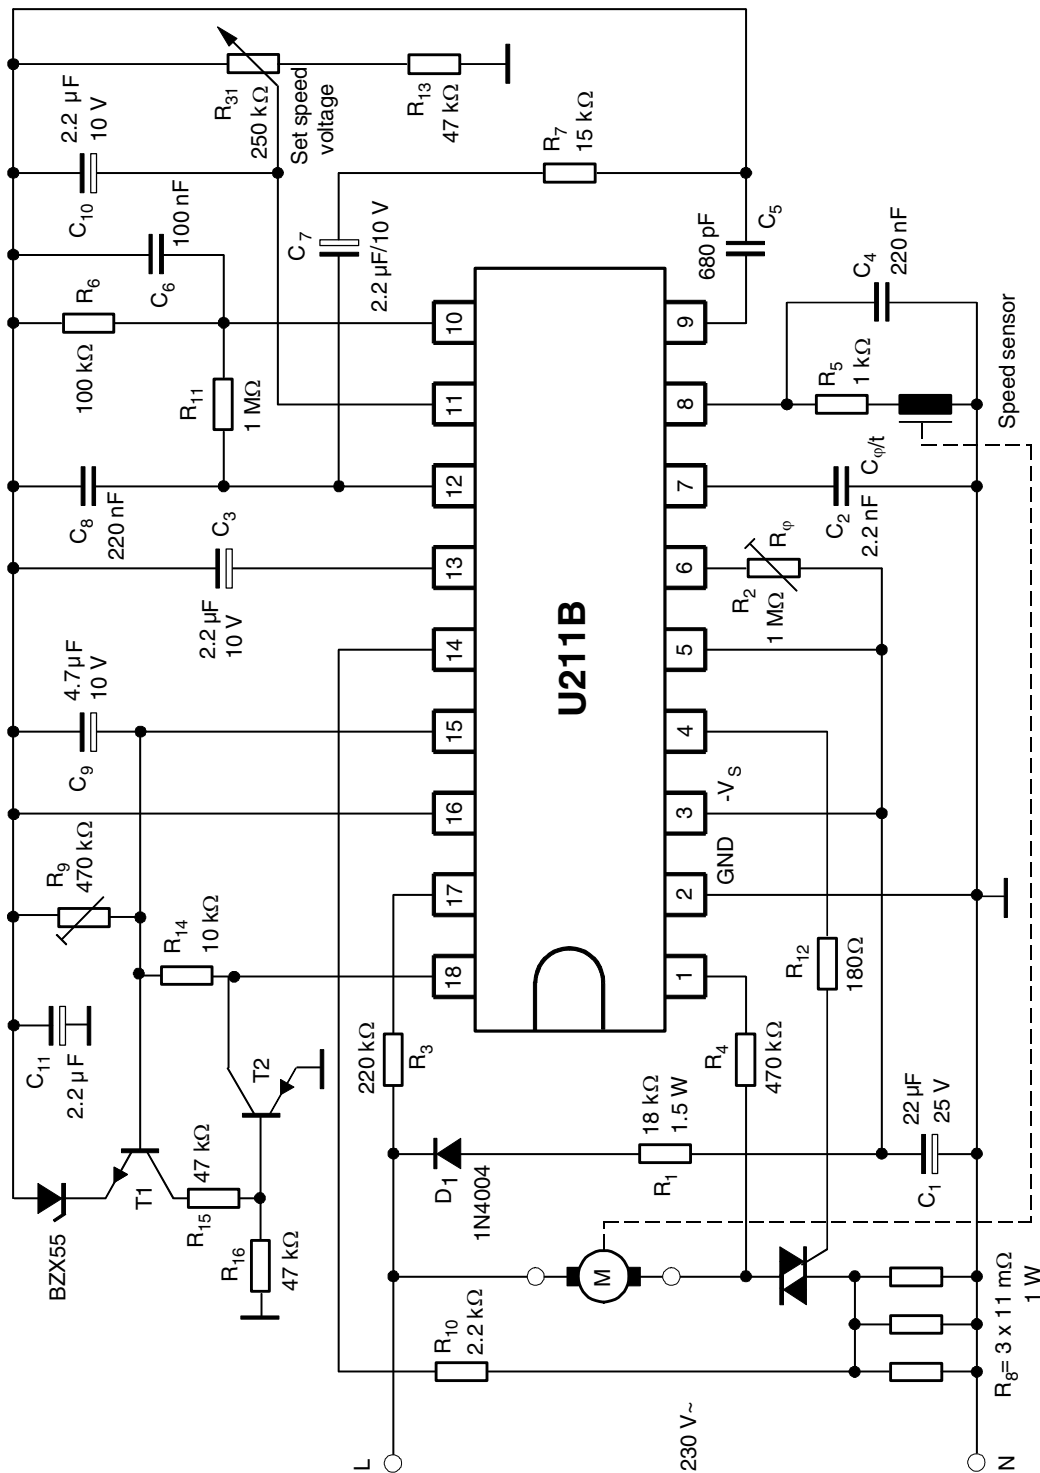 L
N
230 V~
R10
2.2 kΩ
R8= 3 x 11 mΩ
1 W
M
BZX55
T1
R15
47 kΩ
R16
47 kΩ
T2
C11
2.2 µF
D1
1N4004
R1
18 kΩ
1.5 W
C1
22 µF
25 V
R3
220 kΩ
R4
470 kΩ
R12
180Ω
R14
10 kΩ
R9
470 kΩ
C9
4.7µF
10 V
2.2 µF
10 V
C3
C8
220 nF
R11
1 MΩ
R6
100 kΩ
C6
100 nF
C10
2.2 µF
10 V
R31
250 kΩ
Set speed
voltage
R13
47 kΩ
C7
2.2 µF/10 V
R7
15 kΩ
680 pF
C5
18
17
16
15
14
13
12
11
10
U211B
1
2
3
4
5
6
7
8
9
GND
-VS
R2
1 MΩ
Rφ
C2
2.2 nF
Cφ/t
R5
1 kΩ
C4
220 nF
Speed sensor